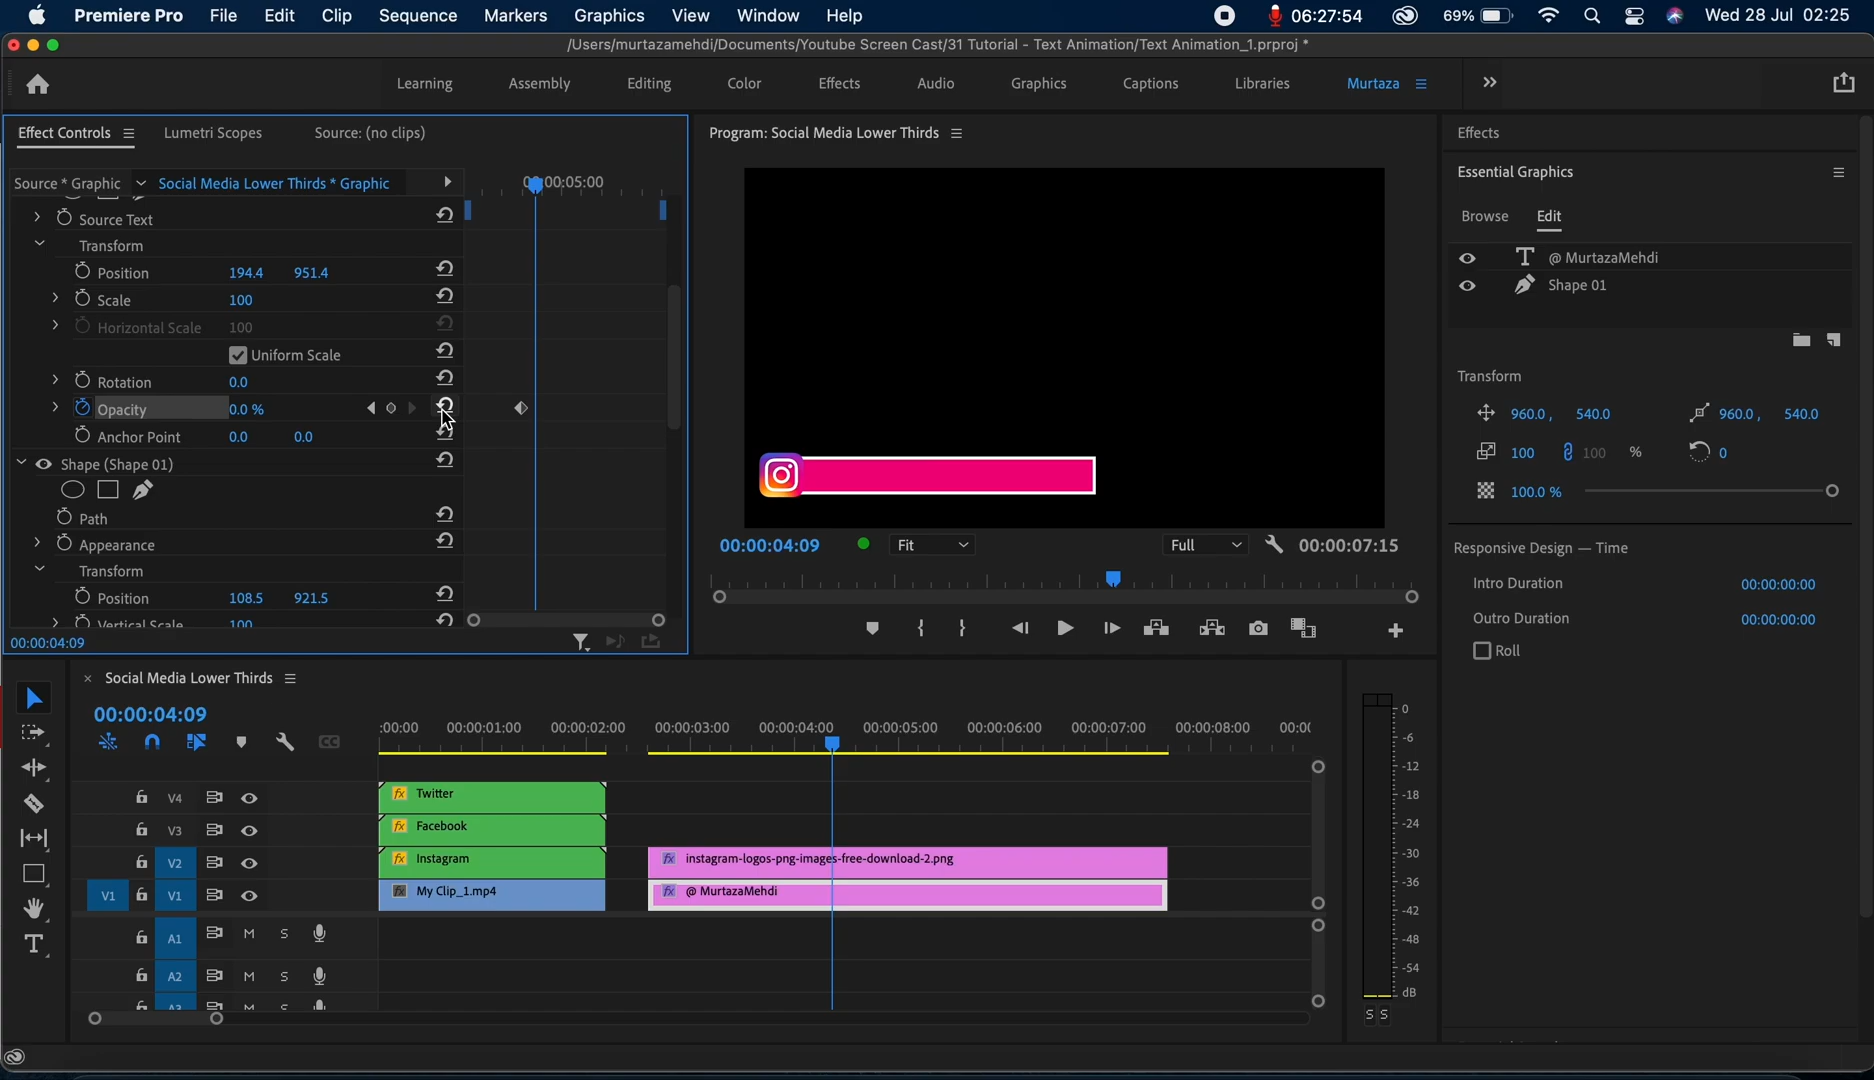 Premiere Pro File Edit Clip Sequence Markers Graphics View Window Help 06:27:54 69% Wed 28 Jul 02:25
/Users/murtazamehdi/Documents/Youtube Screen Cast/31 Tutorial - Text Animation/Text Animation_1.prproj *
Learning Assembly Editing Color Effects Audio Graphics Captions Libraries Murtaza
Effect Controls Lumetri Scopes Source: (no clips)
Source * Graphic Social Media Lower Thirds * Graphic 00:00:05:00
Source Text
Transform
Position 194.4 951.4
Scale 100
Horizontal Scale 100
Uniform Scale
Rotation 0.0
Opacity 0.0 %
Anchor Point 0.0 0.0
Shape (Shape 01)
Path
Appearance
Transform
Position 108.5 921.5
Vertical Scale 100
00:00:04:09
Program: Social Media Lower Thirds
00:00:04:09 Fit Full 00:00:07:15
Effects
Essential Graphics
Browse Edit
@ MurtazaMehdi
Shape 01
Transform
960.0 , 540.0 960.0 , 540.0
100 100 % 0
100.0 %
Responsive Design — Time
Intro Duration 00:00:00:00
Outro Duration 00:00:00:00
Roll
Social Media Lower Thirds
00:00:04:09
:00:00 00:00:01:00 00:00:02:00 00:00:03:00 00:00:04:00 00:00:05:00 00:00:06:00 00:00:07:00 00:00:08:00 00:00
CC
V4 fx Twitter
V3 fx Facebook
V2 fx Instagram fx instagram-logos-png-images-free-download-2.png
V1 V1 fx My Clip_1.mp4 fx @ MurtazaMehdi
A1 M S
A2 M S
A3 M S
0
-6
-12
-18
-24
-30
-36
-42
-48
-54
dB
S S